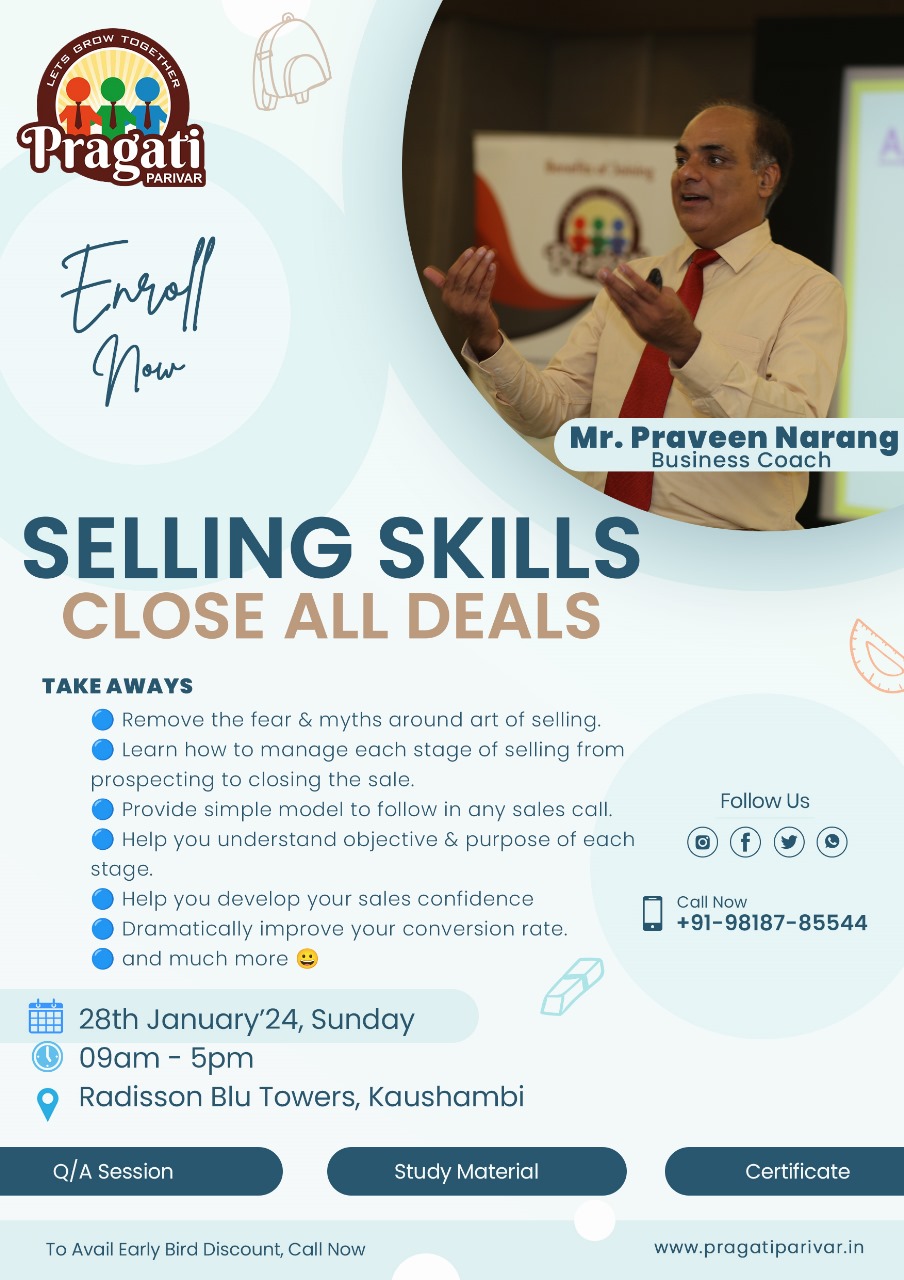 LETS GROW TOGETHER
Pragati
PARIVAR
Enroll
Now
Benefits of Joining
Mr. Praveen Narang
Business Coach
SELLING SKILLS
CLOSE ALL DEALS
TAKE AWAYS
🔵 Remove the fear & myths around art of selling.
🔵 Learn how to manage each stage of selling from
prospecting to closing the sale.
🔵 Provide simple model to follow in any sales call.
🔵 Help you understand objective & purpose of each
stage.
🔵 Help you develop your sales confidence
🔵 Dramatically improve your conversion rate.
🔵 and much more 😀
Follow Us
Call Now
+91-98187-85544
28th January’24, Sunday
09am - 5pm
Radisson Blu Towers, Kaushambi
Q/A Session
Study Material
Certificate
To Avail Early Bird Discount, Call Now
www.pragatiparivar.in